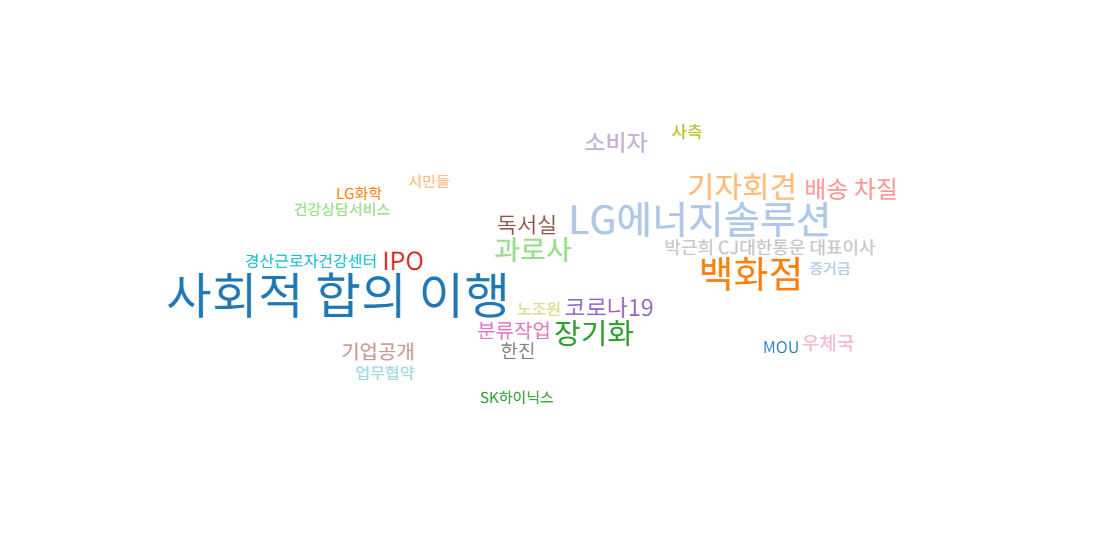 사측
소비자
시민들
기자회견
배송 차질
LG화학
건강상담서비스
LG에너지솔루션
독서실
박근희 CJ대한통운 대표이사
과로사
경산근로자건강센터
IPO
백화점
증거금
사회적 합의 이행
노조원
코로나19
분류작업
장기화
우체국
MOU
기업공개
한진
업무협약
SK하이닉스